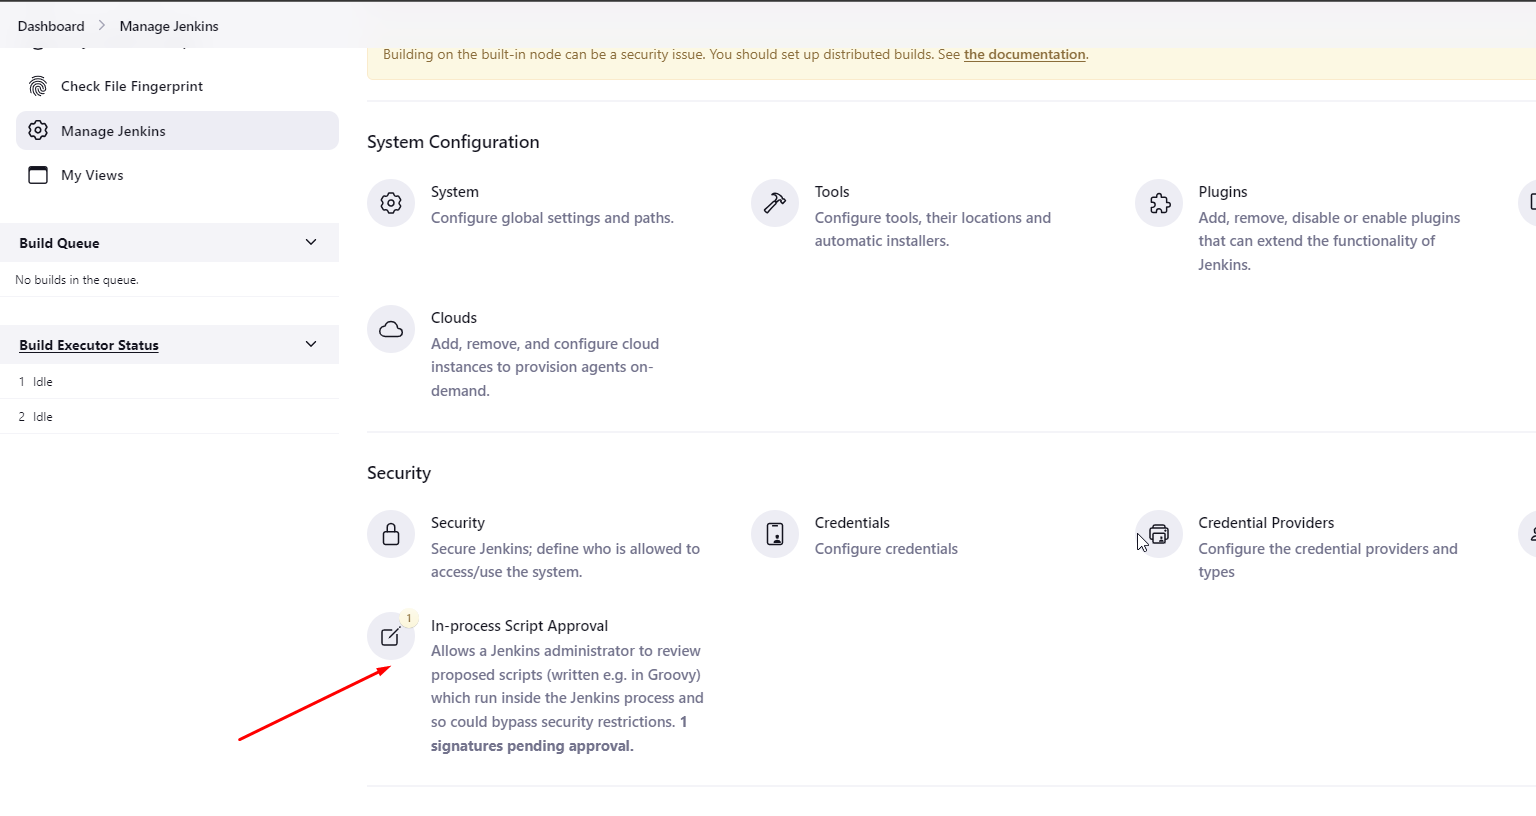 Dashboard > Manage Jenkins
Building on the built-in node can be a security issue. You should set up distributed builds. See the documentation.
Check File Fingerprint
Manage Jenkins
My Views
Build Queue
No builds in the queue.
Build Executor Status
1 Idle
2 Idle
System Configuration
System
Configure global settings and paths.
Tools
Configure tools, their locations and
automatic installers.
Plugins
Add, remove, disable or enable plugins
that can extend the functionality of
Jenkins.
Clouds
Add, remove, and configure cloud
instances to provision agents on-
demand.
Security
Security
Secure Jenkins; define who is allowed to
access/use the system.
Credentials
Configure credentials
Credential Providers
Configure the credential providers and
types
1
In-process Script Approval
Allows a Jenkins administrator to review
proposed scripts (written e.g. in Groovy)
which run inside the Jenkins process and
so could bypass security restrictions. 1
signatures pending approval.